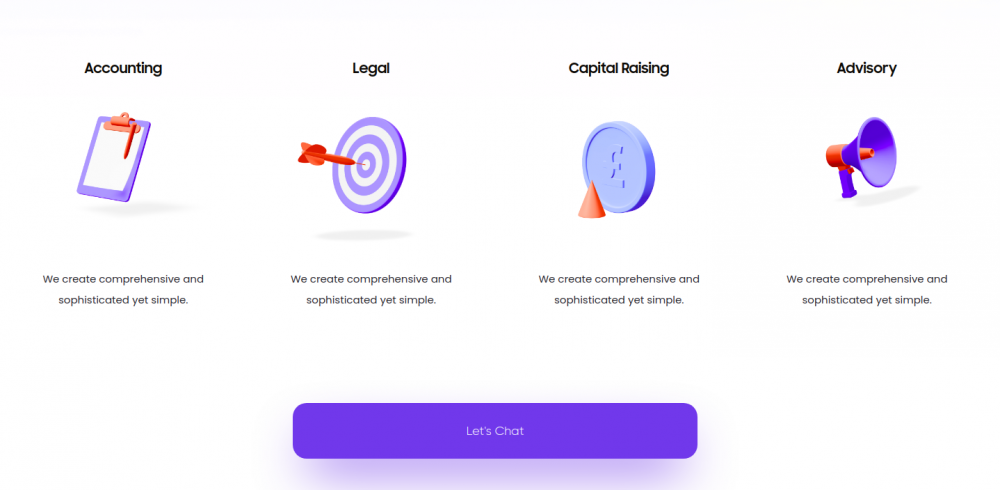 Accounting
Legal
Capital Raising
Advisory
£
We create comprehensive and
sophisticated yet simple.
We create comprehensive and
sophisticated yet simple.
We create comprehensive and
sophisticated yet simple.
We create comprehensive and
sophisticated yet simple.
Let's Chat